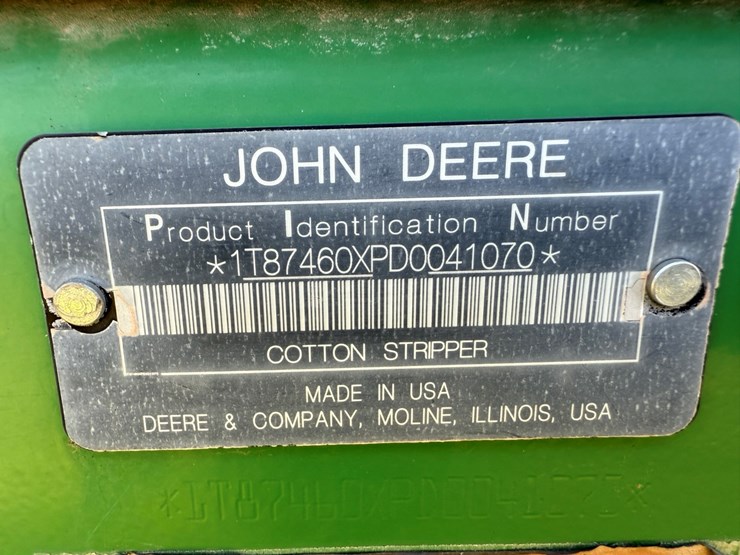 JOHN DEERE
Product Identification Number
*1T87460XPD0041070*
COTTON STRIPPER
MADE IN USA
DEERE & COMPANY, MOLINE, ILLINOIS, USA